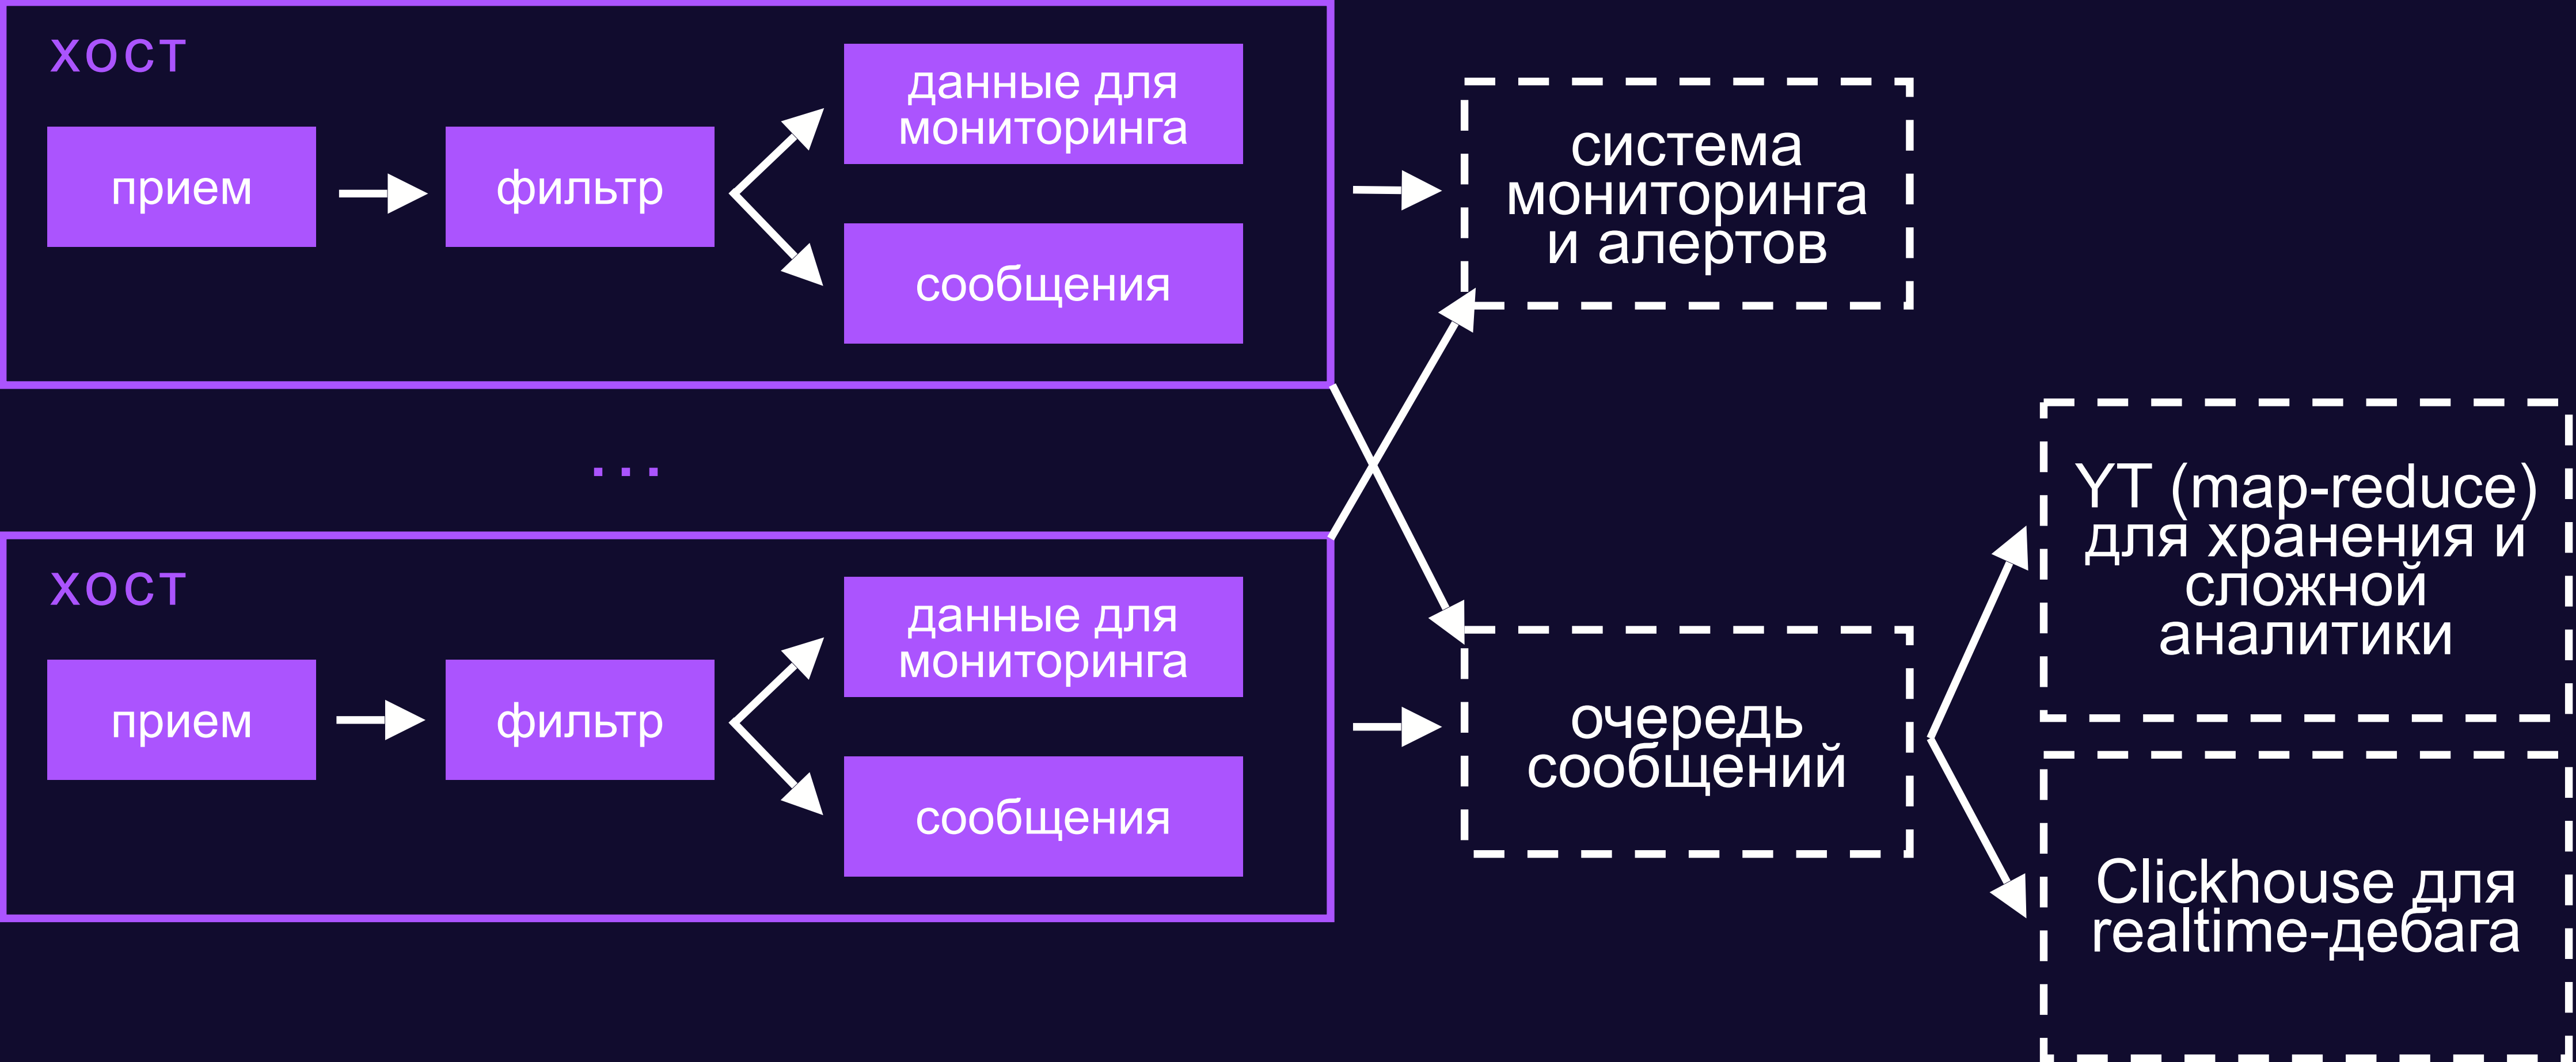 хост
прием
фильтр
данные для
мониторинга
сообщения
...
хост
прием
фильтр
данные для
мониторинга
сообщения
система
мониторинга
и алертов
очередь
сообщений
YT (map-reduce)
для хранения и
сложной
аналитики
Clickhouse для
realtime-дебага